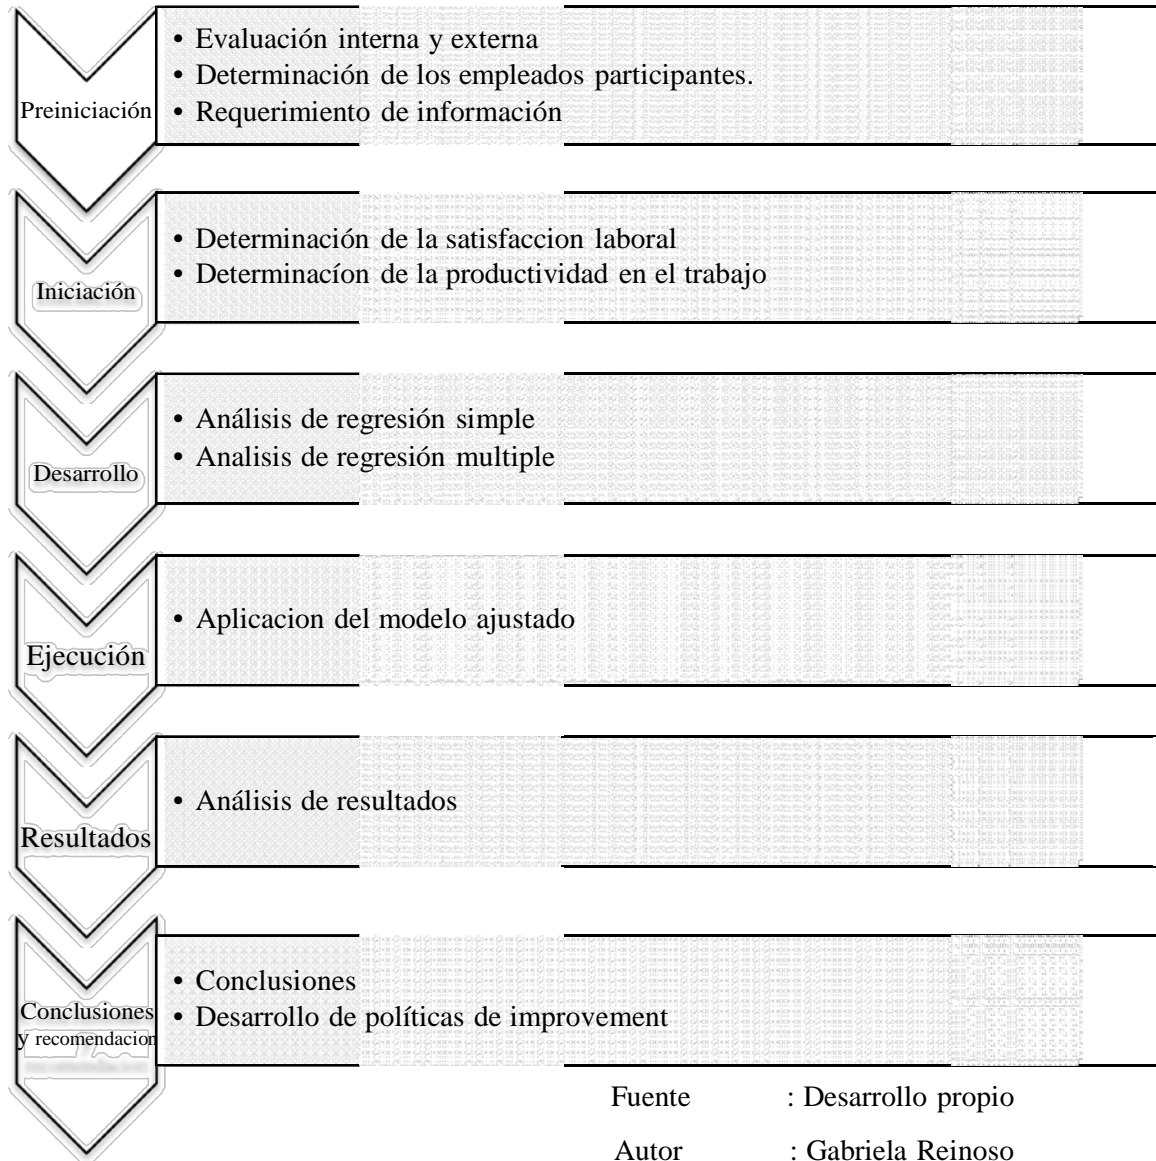 • Evaluación interna y externa
• Determinación de los empleados participantes.
Preiniciación
• Requerimiento de información
• Determinación de la satisfaccion laboral
• Determinacíon de la productividad en el trabajo
Iniciación
• Análisis de regresión simple
• Analisis de regresión multiple
Desarrollo
• Aplicacion del modelo ajustado
Ejecución
• Análisis de resultados
Resultados
• Conclusiones
Conclusiones
y recomendacion
• Desarrollo de políticas de improvement
Fuente : Desarrollo propio
Autor : Gabriela Reinoso